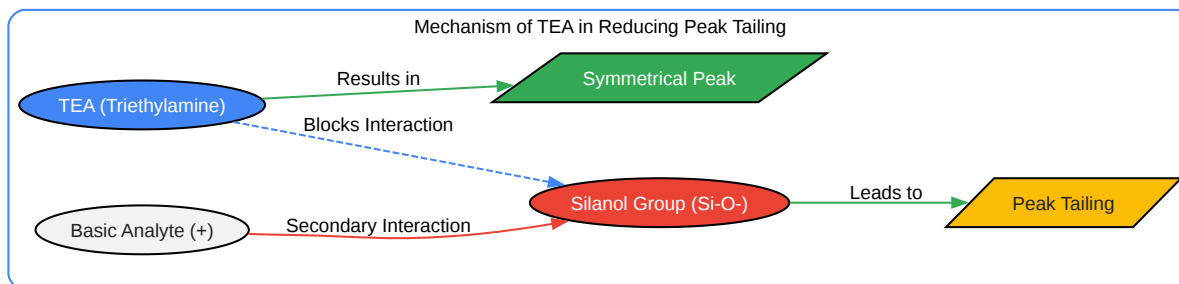 Mechanism of TEA in Reducing Peak Tailing
Results in
Symmetrical Peak
TEA (Triethylamine)
Blocks Interaction
Silanol Group (Si-O-)
Leads to
Peak Tailing
Basic Analyte (+)
Secondary Interaction